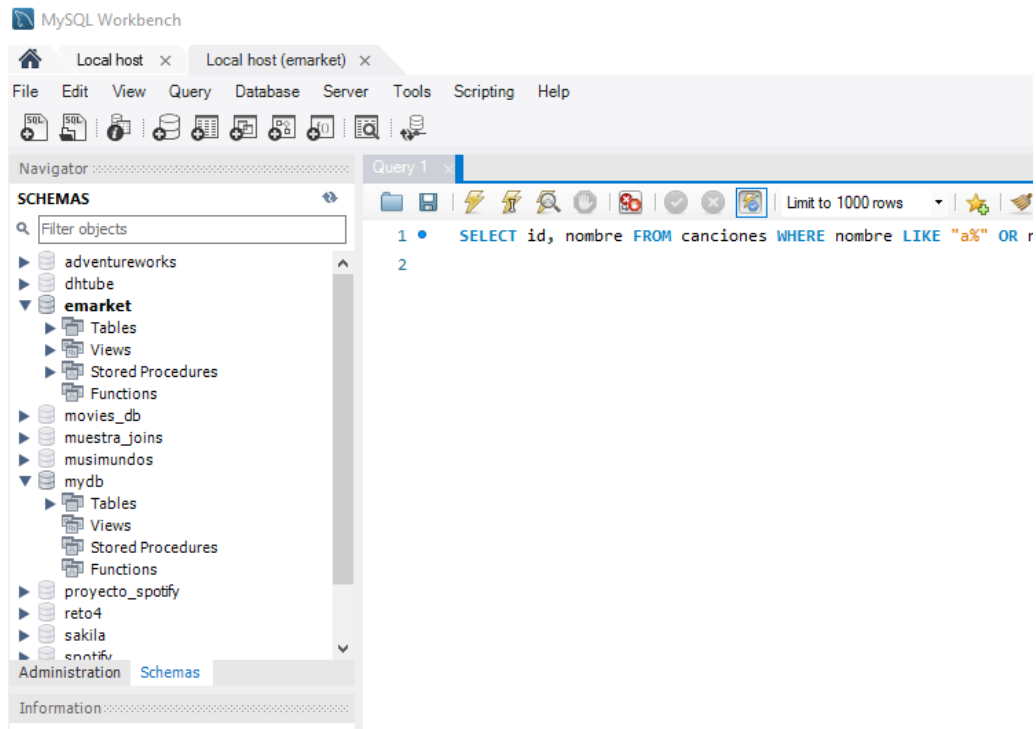 MySQL Workbench
Local host × Local host (emarket) ×
File Edit View Query Database Server Tools Scripting Help
SQL SQL
Navigator
Query 1 ×
SCHEMAS
Limit to 1000 rows
Filter objects
1 SELECT id, nombre FROM canciones WHERE nombre LIKE "a%" OR
2
adventureworks
dhtube
emarket
Tables
Views
Stored Procedures
Functions
movies_db
muestra_joins
musimundos
mydb
Tables
Views
Stored Procedures
Functions
proyecto_spotify
reto4
sakila
spotify
Administration Schemas
Information